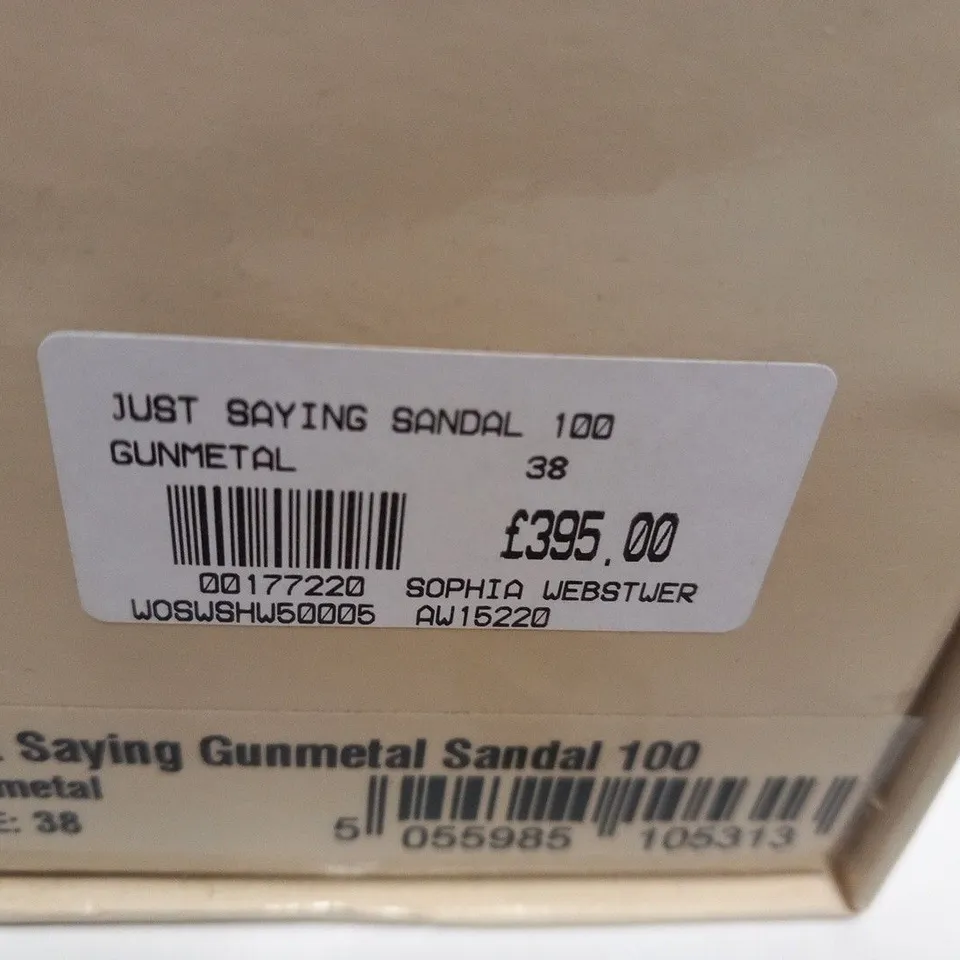 JUST SAYING SANDAL 100
GUNMETAL 38
£395.00
00177220 SOPHIA WEBSTWER
WOSWSHW50005 AW15220
Saying Gunmetal Sandal 100
metal
E: 38
5 055985 105313